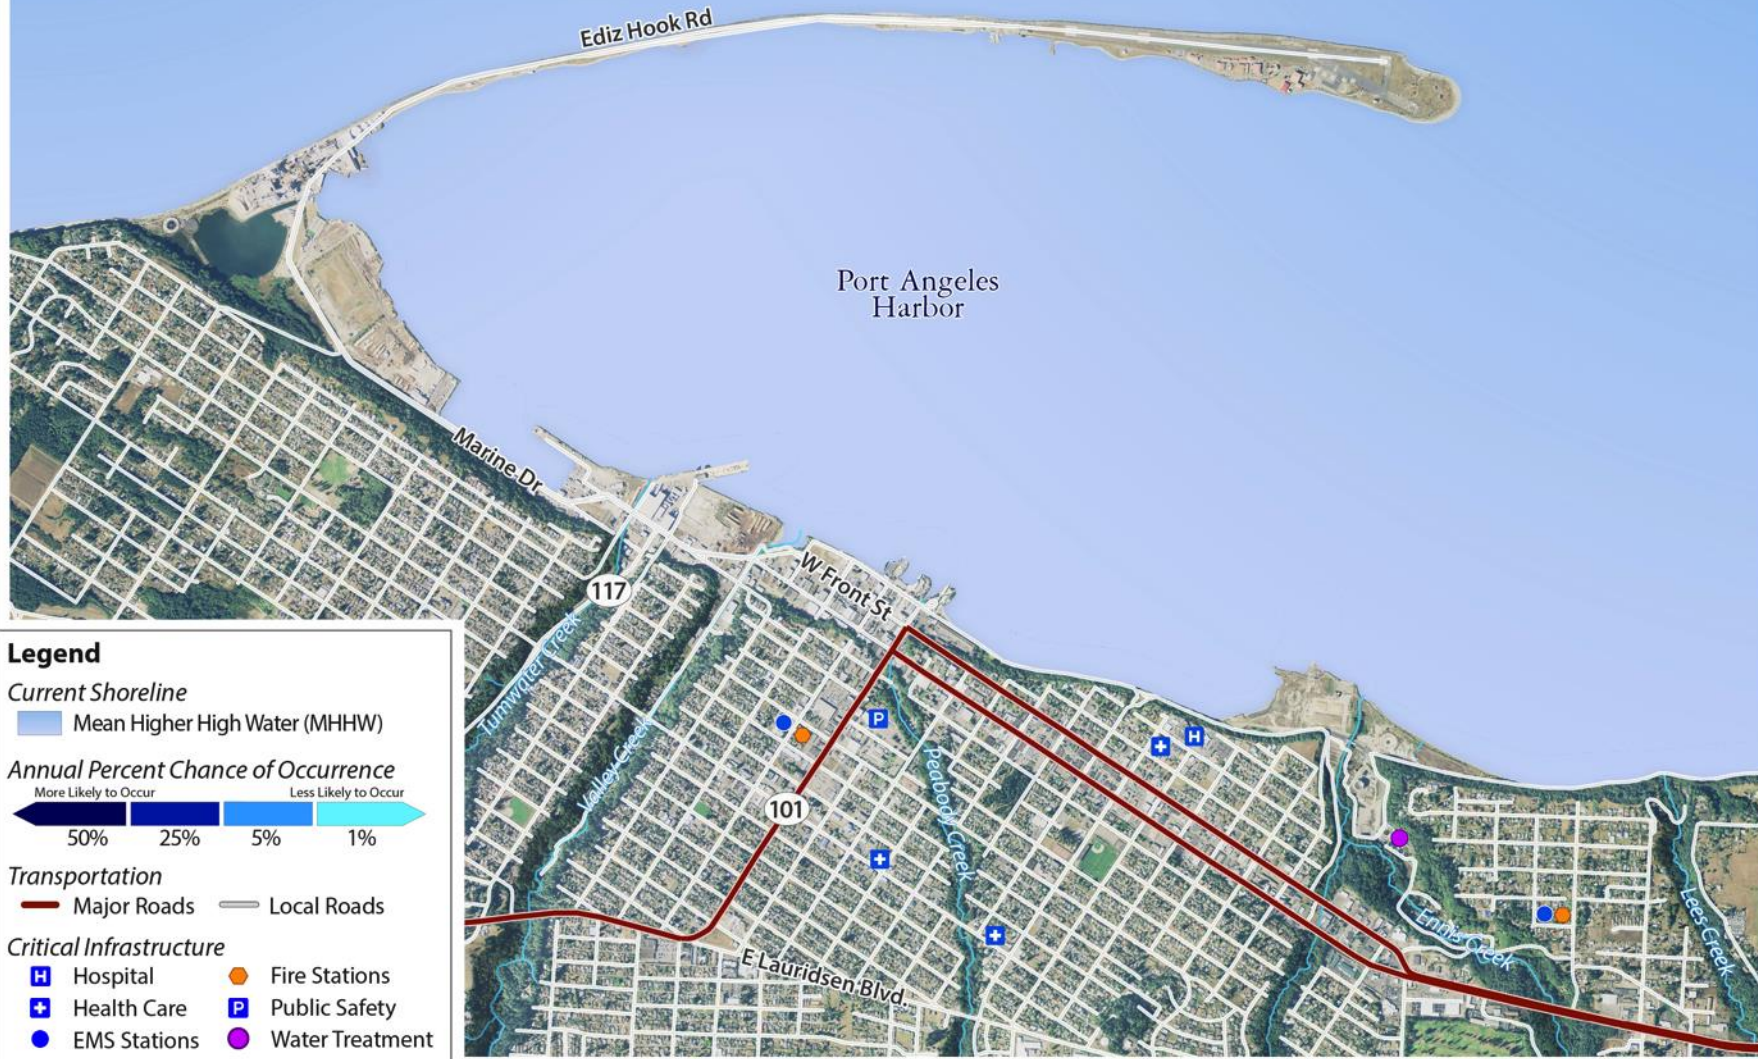 Ediz Hook Rd
Port Angeles
Harbor
Marine Dr.
W Front St
117
Tumwater Creek
Valley Creek
P
H
101
Peabody Creek
Ennis Creek
Lees Creek
E Lauridsen Blvd.
Legend
Current Shoreline
Mean Higher High Water (MHHW)
Annual Percent Chance of Occurrence
More Likely to Occur Less Likely to Occur
50% 25% 5% 1%
Transportation
Major Roads Local Roads
Critical Infrastructure
H Hospital Fire Stations
Health Care P Public Safety
EMS Stations Water Treatment